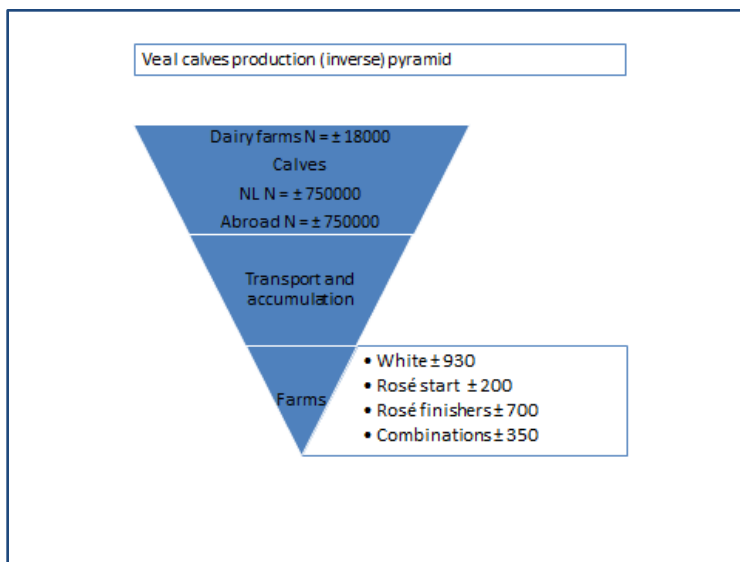 Veal calves production (inverse) pyramid
Dairy farms N = ± 18000
Calves
NL N = ± 750000
Abroad N = ± 750000
Transport and
accumulation
Farms
• White ± 930
• Rosé start ± 200
• Rosé finishers ± 700
• Combinations ± 350